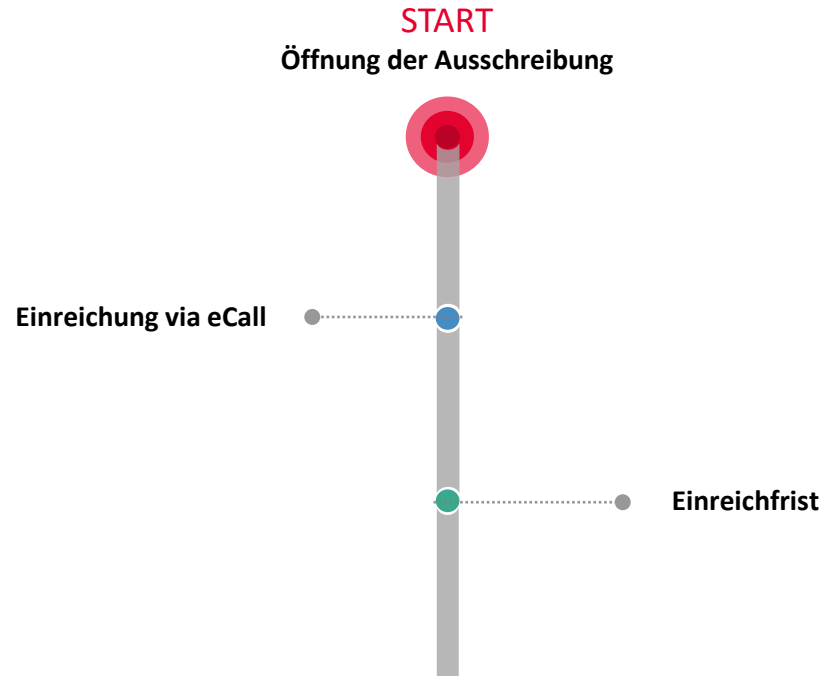 START
Öffnung der Ausschreibung
Einreichung via eCall
Einreichfrist